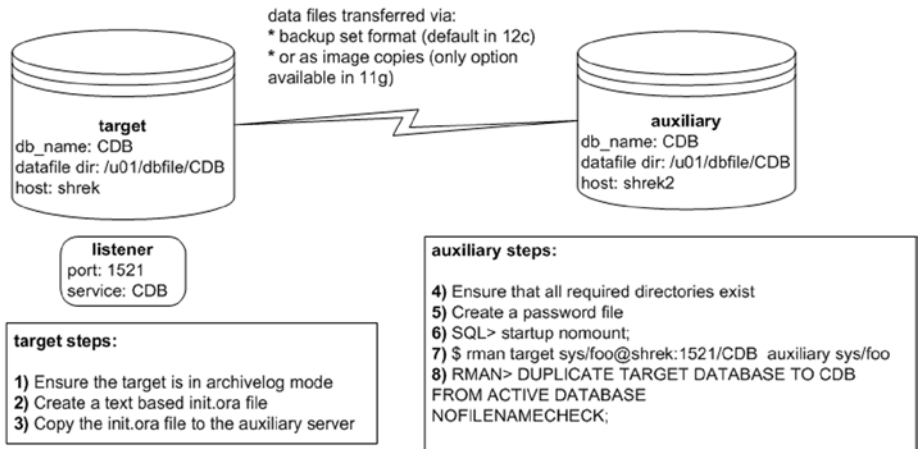 data files transferred via:
* backup set format (default in 12c)
* or as image copies (only option
available in 11g)
target
db_name: CDB
datafile dir: /u01/dbfile/CDB
host: shrek
auxiliary
db_name: CDB
datafile dir: /u01/dbfile/CDB
host: shrek2
listener
port: 1521
service: CDB
target steps:
1) Ensure the target is in archivelog mode
2) Create a text based init.ora file
3) Copy the init.ora file to the auxiliary server
auxiliary steps:
4) Ensure that all required directories exist
5) Create a password file
6) SQL> startup nomount;
7) $ rman target sys/foo@shrek:1521/CDB auxiliary sys/foo
8) RMAN> DUPLICATE TARGET DATABASE TO CDB
FROM ACTIVE DATABASE
NOFILENAMECHECK;